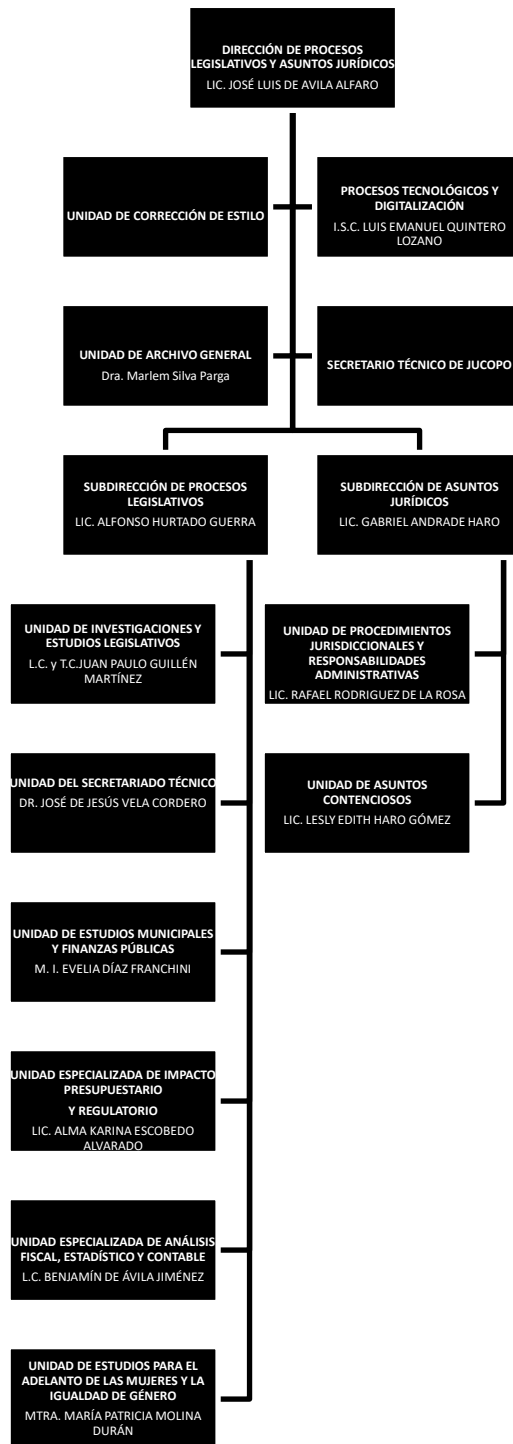 DIRECCIÓN DE PROCESOS
LEGISLATIVOS Y ASUNTOS JURÍDICOS
LIC. JOSÉ LUIS DE AVILA ALFARO
UNIDAD DE CORRECCIÓN DE ESTILO
PROCESOS TECNOLÓGICOS Y
DIGITALIZACIÓN
I.S.C. LUIS EMANUEL QUINTERO
LOZANO
UNIDAD DE ARCHIVO GENERAL
Dra. Marlem Silva Parga
SECRETARIO TÉCNICO DE JUCOPO
SUBDIRECCIÓN DE PROCESOS
LEGISLATIVOS
LIC. ALFONSO HURTADO GUERRA
SUBDIRECCIÓN DE ASUNTOS
JURÍDICOS
LIC. GABRIEL ANDRADE HARO
UNIDAD DE INVESTIGACIONES Y
ESTUDIOS LEGISLATIVOS
L.C. y T.C.JUAN PAULO GUILLÉN
MARTÍNEZ
UNIDAD DE PROCEDIMIENTOS
JURISDICCIONALES Y
RESPONSABILIDADES
ADMINISTRATIVAS
LIC. RAFAEL RODRIGUEZ DE LA ROSA
UNIDAD DEL SECRETARIADO TÉCNICO
DR. JOSÉ DE JESÚS VELA CORDERO
UNIDAD DE ASUNTOS
CONTENCIOSOS
LIC. LESLY EDITH HARO GÓMEZ
UNIDAD DE ESTUDIOS MUNICIPALES
Y FINANZAS PÚBLICAS
M. I. EVELIA DÍAZ FRANCHINI
UNIDAD ESPECIALIZADA DE IMPACTO
PRESUPUESTARIO
Y REGULATORIO
LIC. ALMA KARINA ESCOBEDO
ALVARADO
UNIDAD ESPECIALIZADA DE ANÁLISIS
FISCAL, ESTADÍSTICO Y CONTABLE
L.C. BENJAMÍN DE ÁVILA JIMÉNEZ
UNIDAD DE ESTUDIOS PARA EL
ADELANTO DE LAS MUJERES Y LA
IGUALDAD DE GÉNERO
MTRA. MARÍA PATRICIA MOLINA
DURÁN